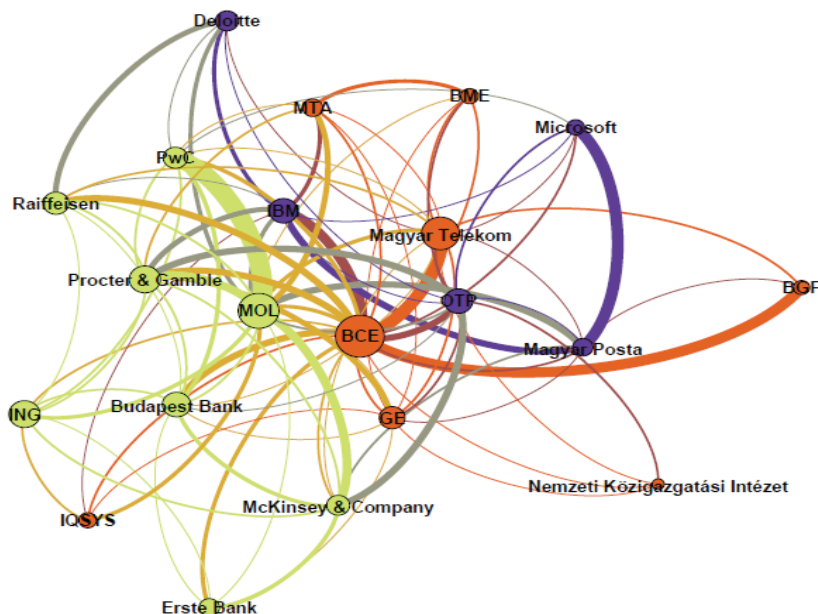 Deloitte
MTA
BME
Microsoft
PwC
Raiffeisen
IBM
Magyar Telekom
Procter & Gamble
BGF
OTP
MOL
BCE
Magyar Posta
ING
Budapest Bank
GE
Nemzeti Közigazgatási Intézet
McKinsey & Company
IQSYS
Erste Bank